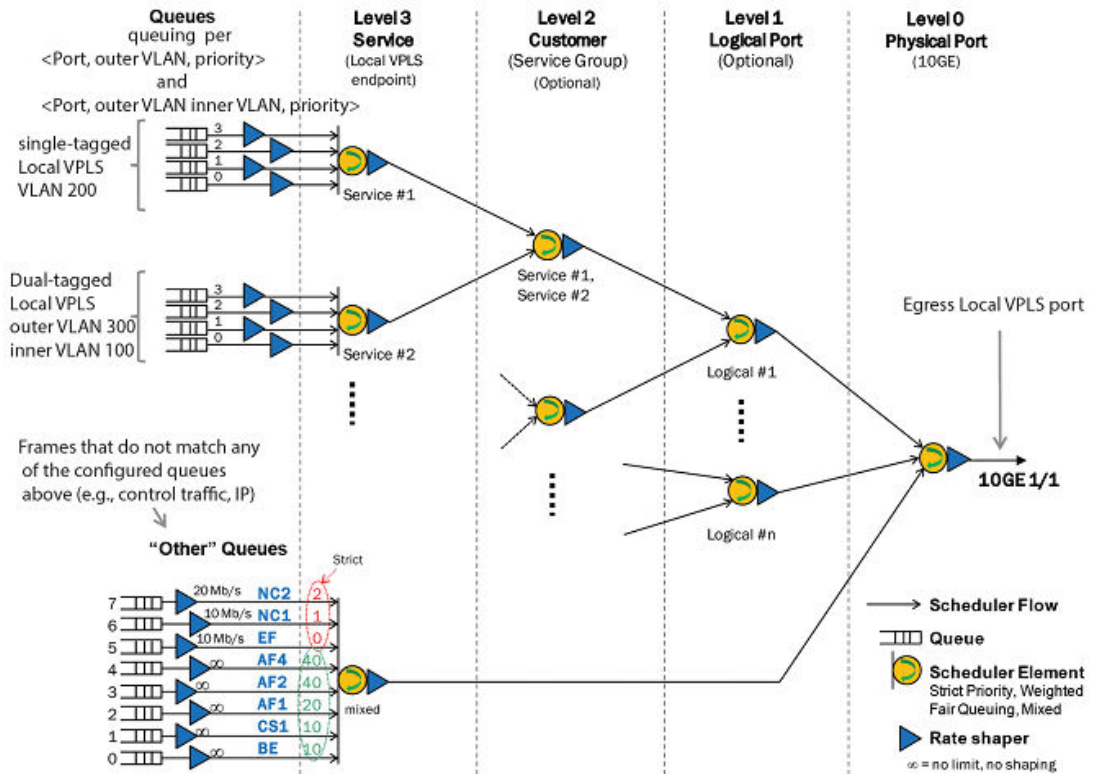 Queues
queuing per
<Port, outer VLAN, priority>
and
<Port, outer VLAN inner VLAN, priority>
Level 3
Service
(Local VPLS
endpoint)
Level 2
Customer
(Service Group)
(Optional)
Level 1
Logical Port
(Optional)
Level 0
Physical Port
(10GE)
single-tagged
Local VPLS
VLAN 200
3
2
1
0
Service #1
Service #1,
Service #2
Dual-tagged
Local VPLS
outer VLAN 300
inner VLAN 100
3
2
1
0
Service #2
Logical #1
Egress Local VPLS port
10GE 1/1
Logical #n
Frames that do not match any
of the configured queues
above (e.g., control traffic, IP)
"Other" Queues
Strict
7 20 Mb/s NC2 2
6 10 Mb/s NC1 1
5 10 Mb/s EF 0
4 ∞ AF4 40
3 ∞ AF2 40
2 ∞ AF1 20
1 ∞ CS1 10
0 ∞ BE 10
mixed
Scheduler Flow
Queue
Scheduler Element
Strict Priority, Weighted
Fair Queuing, Mixed
Rate shaper
∞ = no limit, no shaping